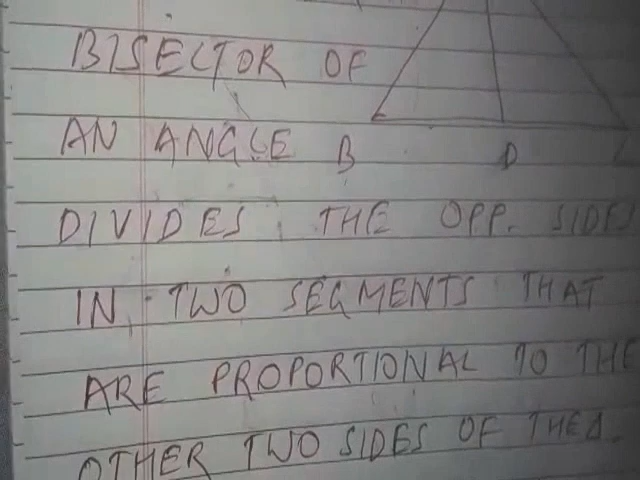 BISECTOR OF
AN ANGLE B D
DIVIDES THE OPP. SIDES
IN TWO SEGMENTS THAT
ARE PROPORTIONAL TO THE
OTHER TWO SIDES OF THE Δ.